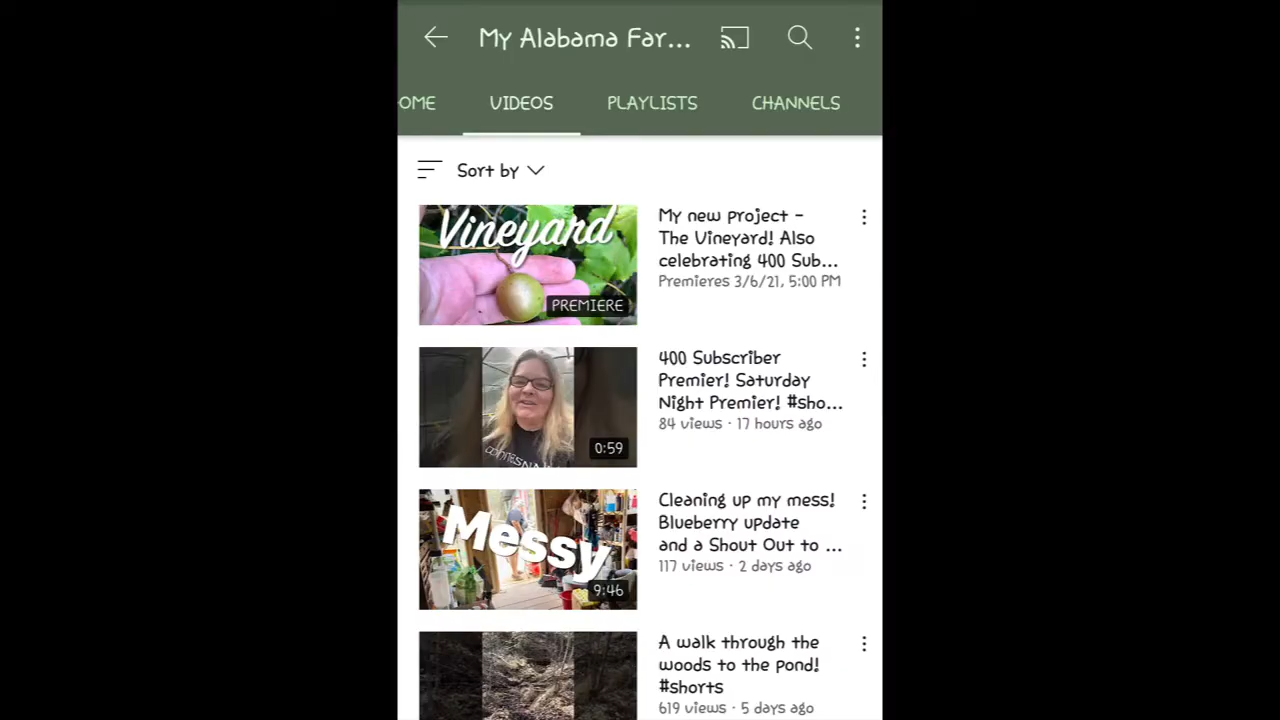 My Alabama Far...
OME
VIDEOS
PLAYLISTS
CHANNELS
Sort by
Vineyard
PREMIERE
My new project -
The Vineyard! Also
celebrating 400 Sub...
Premieres 3/6/21, 5:00 PM
0:59
400 Subscriber
Premier! Saturday
Night Premier! #sho...
84 views · 17 hours ago
Messy
9:46
Cleaning up my mess!
Blueberry update
and a Shout Out to ...
117 views · 2 days ago
A walk through the
woods to the pond!
#shorts
619 views · 5 days ago